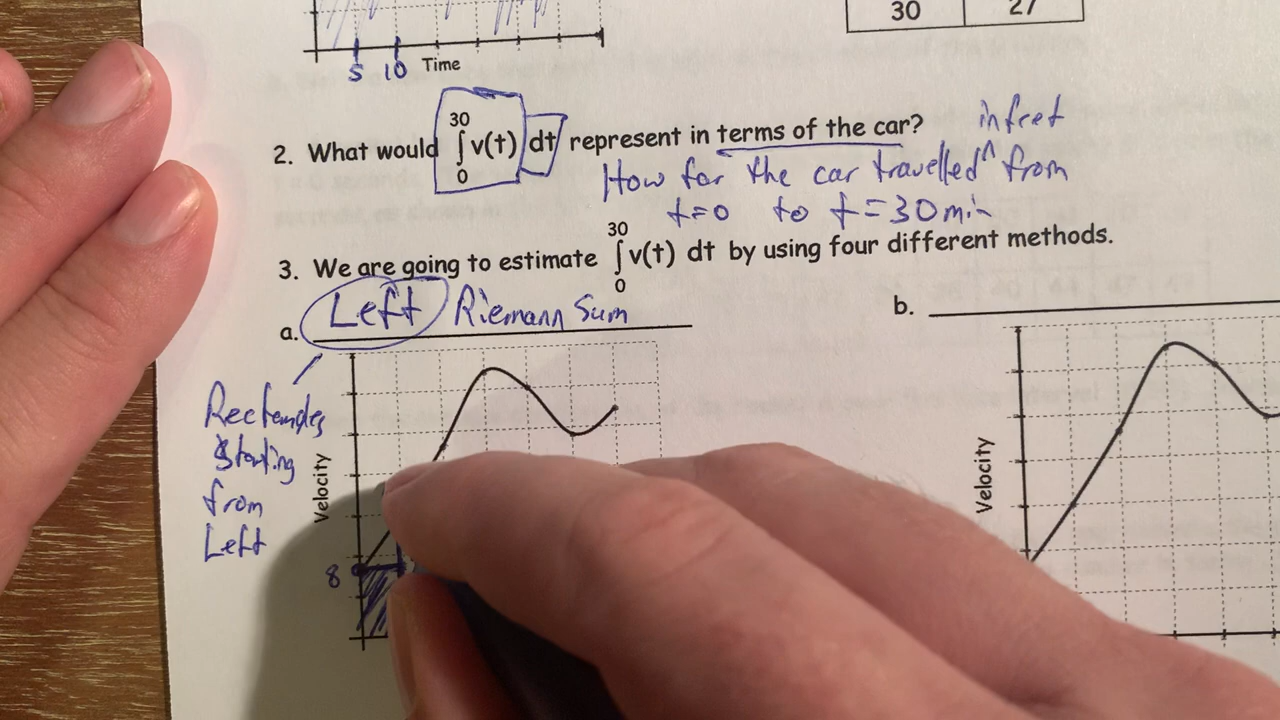 30 27
5 10 Time
2. What would ∫₀³⁰ v(t) dt represent in terms of the car?
in feet
How far the car travelled ^ from
t=0 to t=30 min
3. We are going to estimate ∫₀³⁰ v(t) dt by using four different methods.
a. Left Riemann Sum
b.
Rectangles
Starting
from
Left
Velocity
8
Velocity